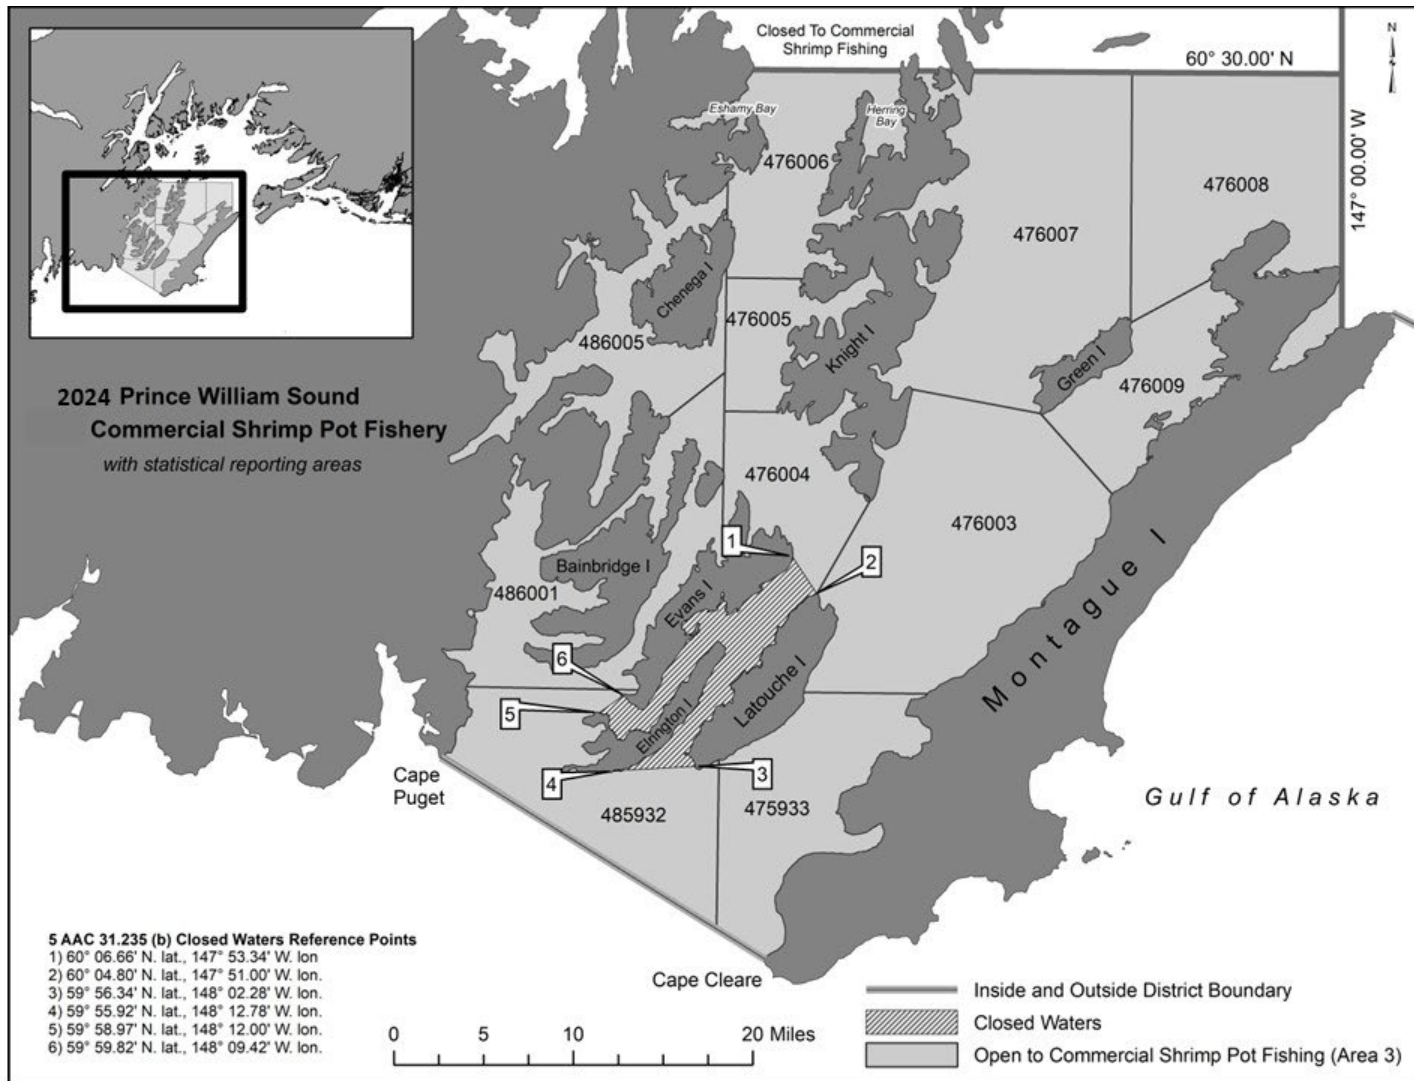 Closed To Commercial
Shrimp Fishing
N
60° 30.00' N
147° 00.00' W
Eshamy Bay
Herring
Bay
476006
476008
476007
Chenega I
476005
486005
Knight I
Green I
476009
2024 Prince William Sound
Commercial Shrimp Pot Fishery
with statistical reporting areas
476004
476003
1
2
Bainbridge I
486001
Evans I
Montague I
6
5
Elrington I
Latouche I
4
3
Cape
Puget
485932
475933
Gulf of Alaska
5 AAC 31.235 (b) Closed Waters Reference Points
1) 60° 06.66' N. lat., 147° 53.34' W. lon
2) 60° 04.80' N. lat., 147° 51.00' W. lon.
3) 59° 56.34' N. lat., 148° 02.28' W. lon.
4) 59° 55.92' N. lat., 148° 12.78' W. lon.
5) 59° 58.97' N. lat., 148° 12.00' W. lon.
6) 59° 59.82' N. lat., 148° 09.42' W. lon.
Cape Cleare
0 5 10 20 Miles
Inside and Outside District Boundary
Closed Waters
Open to Commercial Shrimp Pot Fishing (Area 3)